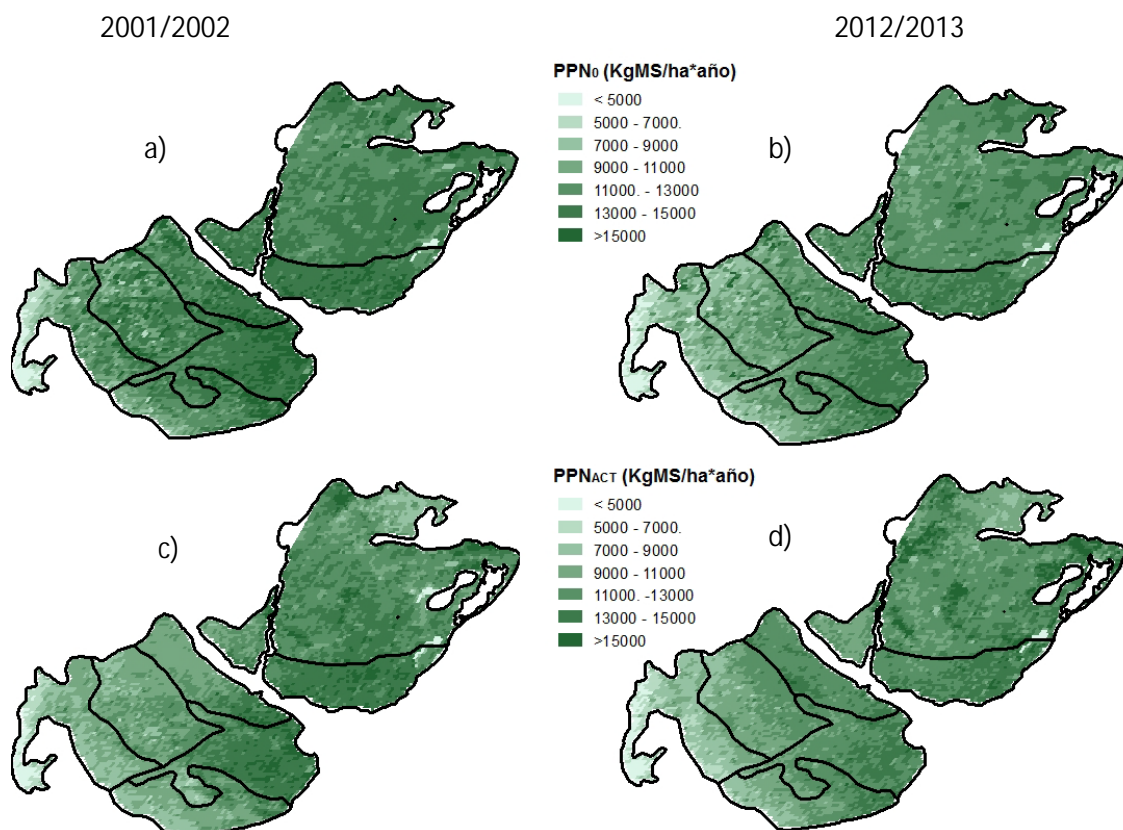 2001/2002
2012/2013
PPN₀ (KgMS/ha*año)
< 5000
5000 - 7000.
7000 - 9000
9000 - 11000
11000. - 13000
13000 - 15000
>15000
a)
b)
PPNACT (KgMS/ha*año)
< 5000
5000 - 7000.
7000 - 9000
9000 - 11000
11000. -13000
13000 - 15000
>15000
c)
d)